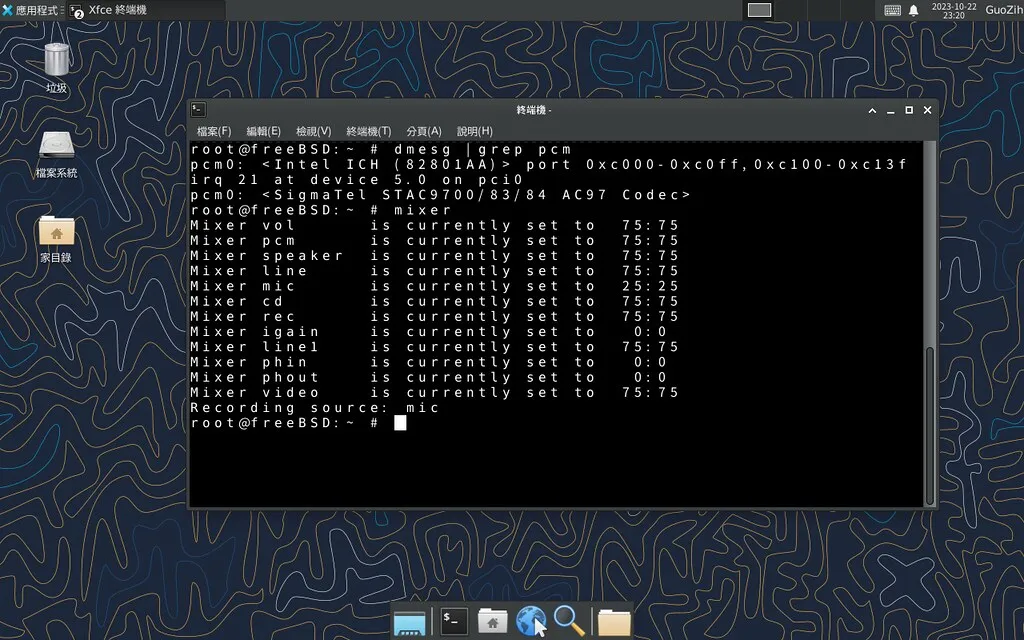 應用程式
2
Xfce 終端機
2023-10-22
23:20
GuoZih
垃圾
檔案系統
家目錄
終端機 -
檔案(F) 編輯(E) 檢視(V) 終端機(T) 分頁(A) 說明(H)
root@freeBSD:~ # dmesg |grep pcm
pcm0: <Intel ICH (82801AA)> port 0xc000-0xc0ff,0xc100-0xc13f
irq 21 at device 5.0 on pci0
pcm0: <SigmaTel STAC9700/83/84 AC97 Codec>
root@freeBSD:~ # mixer
Mixer vol      is currently set to  75:75
Mixer pcm      is currently set to  75:75
Mixer speaker  is currently set to  75:75
Mixer line     is currently set to  75:75
Mixer mic      is currently set to  25:25
Mixer cd       is currently set to  75:75
Mixer rec      is currently set to  75:75
Mixer igain    is currently set to   0:0
Mixer line1    is currently set to  75:75
Mixer phin     is currently set to   0:0
Mixer phout    is currently set to   0:0
Mixer video    is currently set to  75:75
Recording source: mic
root@freeBSD:~ #
$_